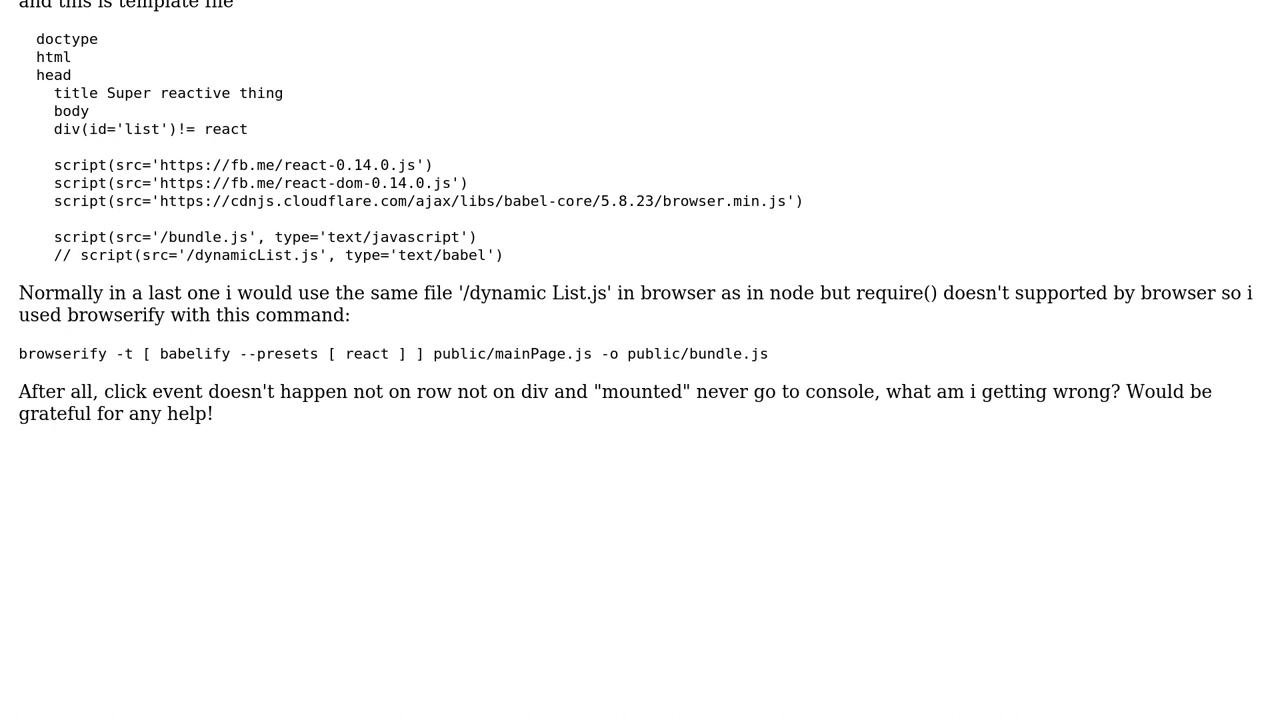 and this is template file
doctype
html
head
title Super reactive thing
body
div(id='list')!= react
script(src='https://fb.me/react-0.14.0.js')
script(src='https://fb.me/react-dom-0.14.0.js')
script(src='https://cdnjs.cloudflare.com/ajax/libs/babel-core/5.8.23/browser.min.js')
script(src='/bundle.js', type='text/javascript')
// script(src='/dynamicList.js', type='text/babel')
Normally in a last one i would use the same file '/dynamic List.js' in browser as in node but require() doesn't supported by browser so i
used browserify with this command:
browserify -t [ babelify --presets [ react ] ] public/mainPage.js -o public/bundle.js
After all, click event doesn't happen not on row not on div and "mounted" never go to console, what am i getting wrong? Would be
grateful for any help!